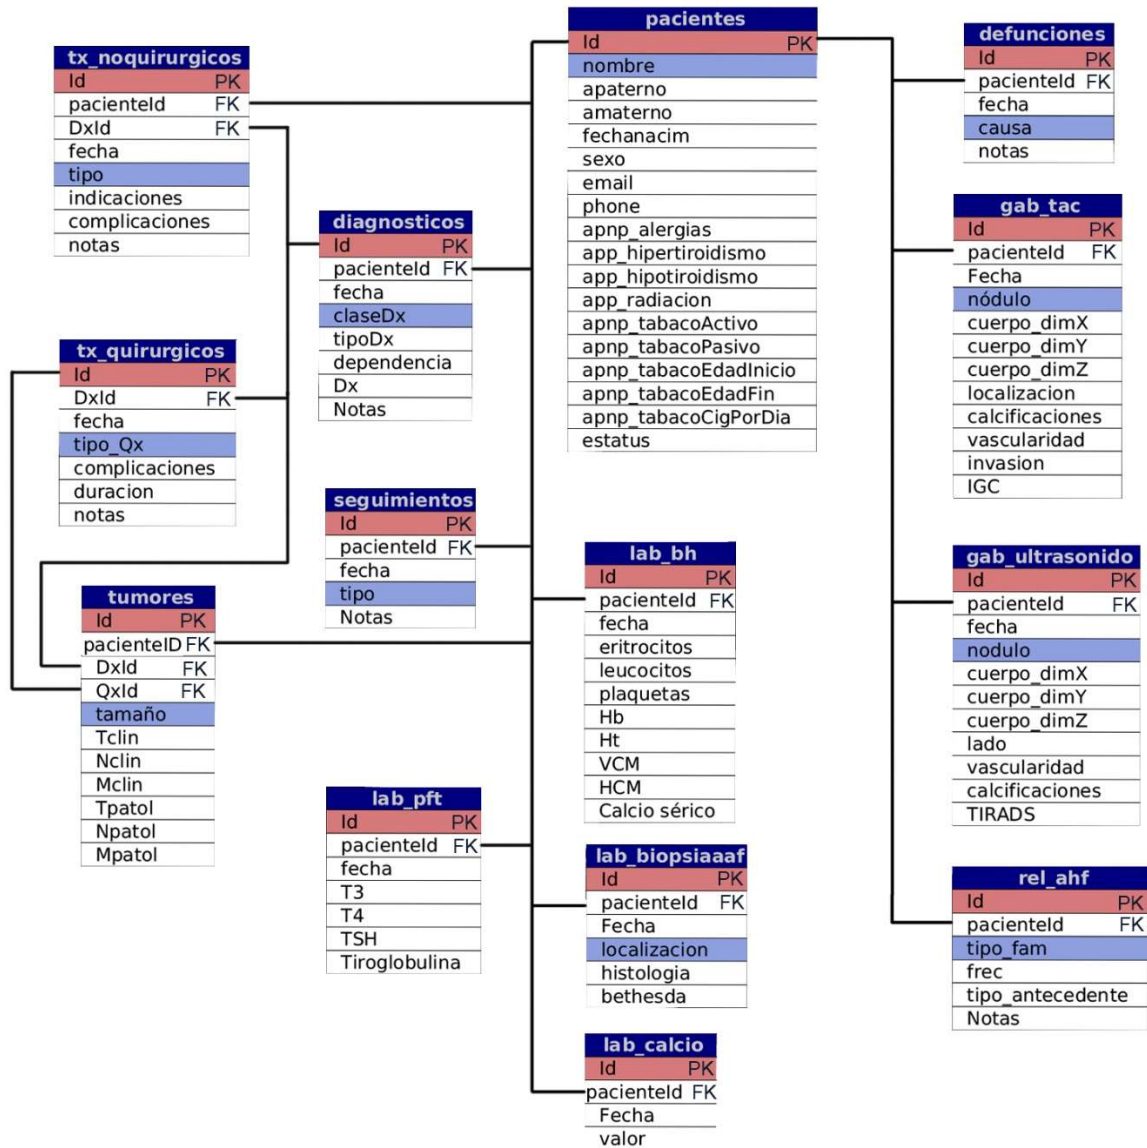 pacientes
Id PK
nombre
apaterno
amaterno
fechanacim
sexo
email
phone
apnp_alergias
app_hipertiroidismo
app_hipotiroidismo
app_radiacion
apnp_tabacoActivo
apnp_tabacoPasivo
apnp_tabacoEdadInicio
apnp_tabacoEdadFin
apnp_tabacoCigPorDia
estatus
tx_noquirurgicos
Id PK
pacienteId FK
DxId FK
fecha
tipo
indicaciones
complicaciones
notas
diagnosticos
Id PK
pacienteId FK
fecha
claseDx
tipoDx
dependencia
Dx
Notas
tx_quirurgicos
Id PK
DxId FK
fecha
tipo_Qx
complicaciones
duracion
notas
seguimientos
Id PK
pacienteId FK
fecha
tipo
Notas
tumores
Id PK
pacienteID FK
DxId FK
QxId FK
tamaño
Tclin
Nclin
Mclin
Tpatol
Npatol
Mpatol
lab_pft
Id PK
pacienteId FK
fecha
T3
T4
TSH
Tiroglobulina
lab_bh
Id PK
pacienteId FK
fecha
eritrocitos
leucocitos
plaquetas
Hb
Ht
VCM
HCM
Calcio sérico
lab_biopsiaaaf
Id PK
pacienteId FK
Fecha
localizacion
histologia
bethesda
lab_calcio
Id PK
pacienteId FK
Fecha
valor
defunciones
Id PK
pacienteId FK
fecha
causa
notas
gab_tac
Id PK
pacienteId FK
Fecha
nódulo
cuerpo_dimX
cuerpo_dimY
cuerpo_dimZ
localizacion
calcificaciones
vascularidad
invasion
IGC
gab_ultrasonido
Id PK
pacienteId FK
fecha
nodulo
cuerpo_dimX
cuerpo_dimY
cuerpo_dimZ
lado
vascularidad
calcificaciones
TIRADS
rel_ahf
Id PK
pacienteId FK
tipo_fam
frec
tipo_antecedente
Notas